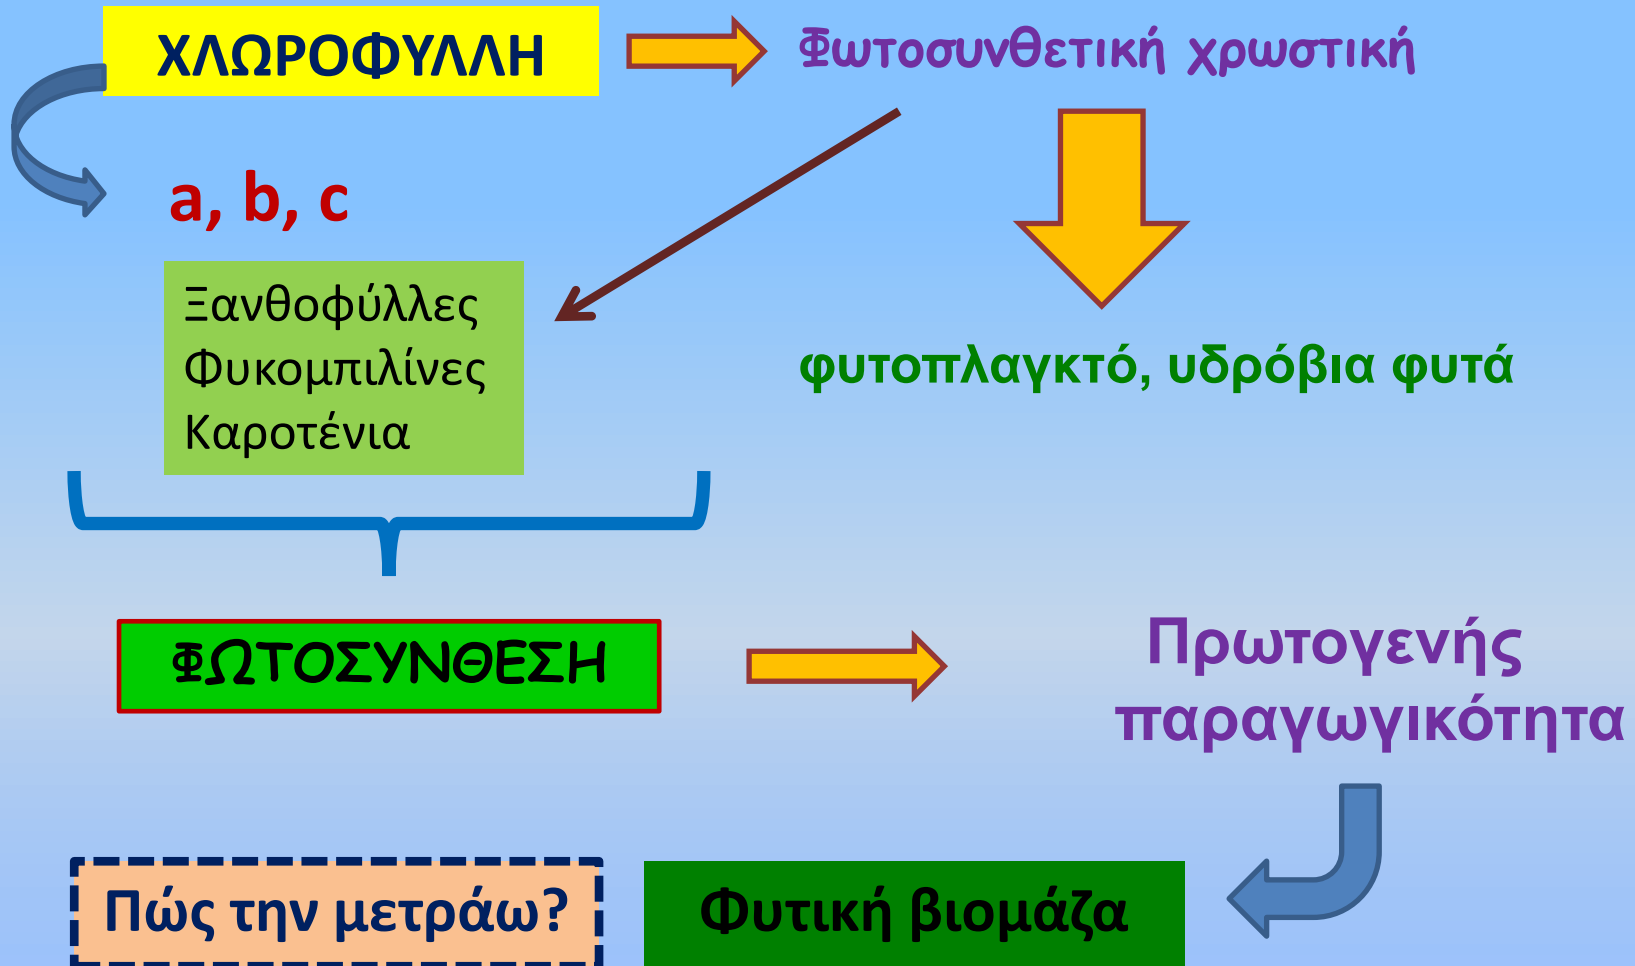 ΧΛΩΡΟΦΥΛΛΗ
Φωτοσυνθετική χρωστική
a, b, c
Ξανθοφύλλες
Φυκομπιλίνες
Καροτένια
φυτοπλαγκτό, υδρόβια φυτά
ΦΩΤΟΣΥΝΘΕΣΗ
Πρωτογενής
παραγωγικότητα
Πώς την μετράω?
Φυτική βιομάζα